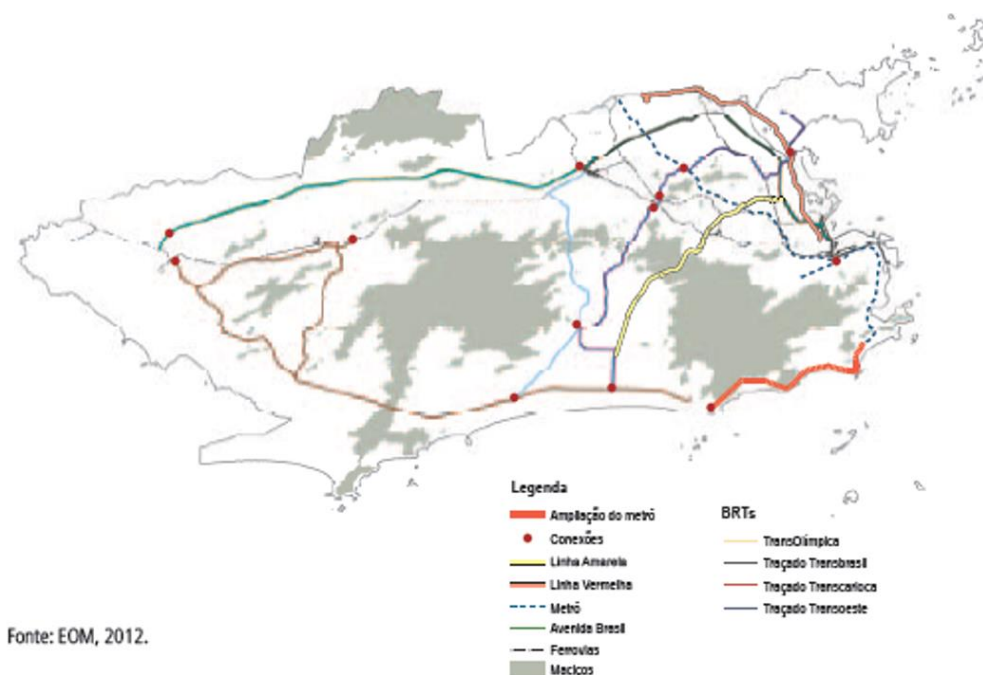 Legenda
Ampliação do metrô
Conexões
Linha Amarela
Linha Vermelha
Metrô
Avenida Brasil
Ferrovias
Maciços
BRTs
TransOlímpica
Traçado Transbrasil
Traçado Transcarioca
Traçado Transoeste
Fonte: EOM, 2012.